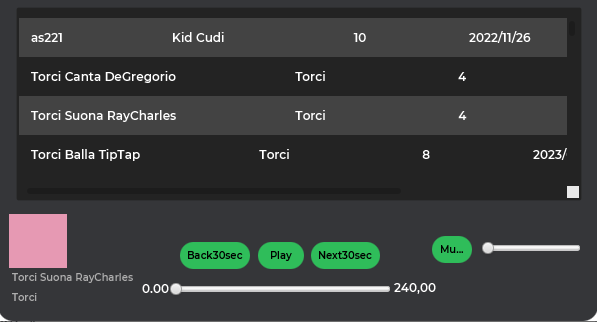 as221 Kid Cudi 10 2022/11/26
Torci Canta DeGregorio Torci 4
Torci Suona RayCharles Torci 4
Torci Balla TipTap Torci 8 2023/
Back30sec Play Next30sec Mu...
Torci Suona RayCharles
0.00 240,00
Torci